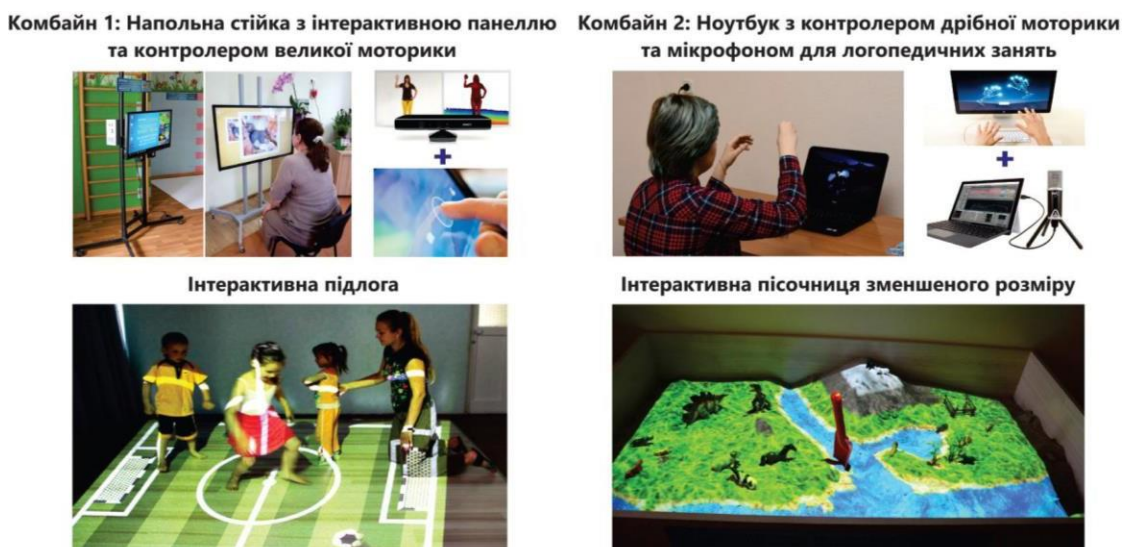 Комбайн 1: Напольна стійка з інтерактивною панеллю
та контролером великої моторики
Комбайн 2: Ноутбук з контролером дрібної моторики
та мікрофоном для логопедичних занять
Інтерактивна підлога
Інтерактивна пісочниця зменшеного розміру